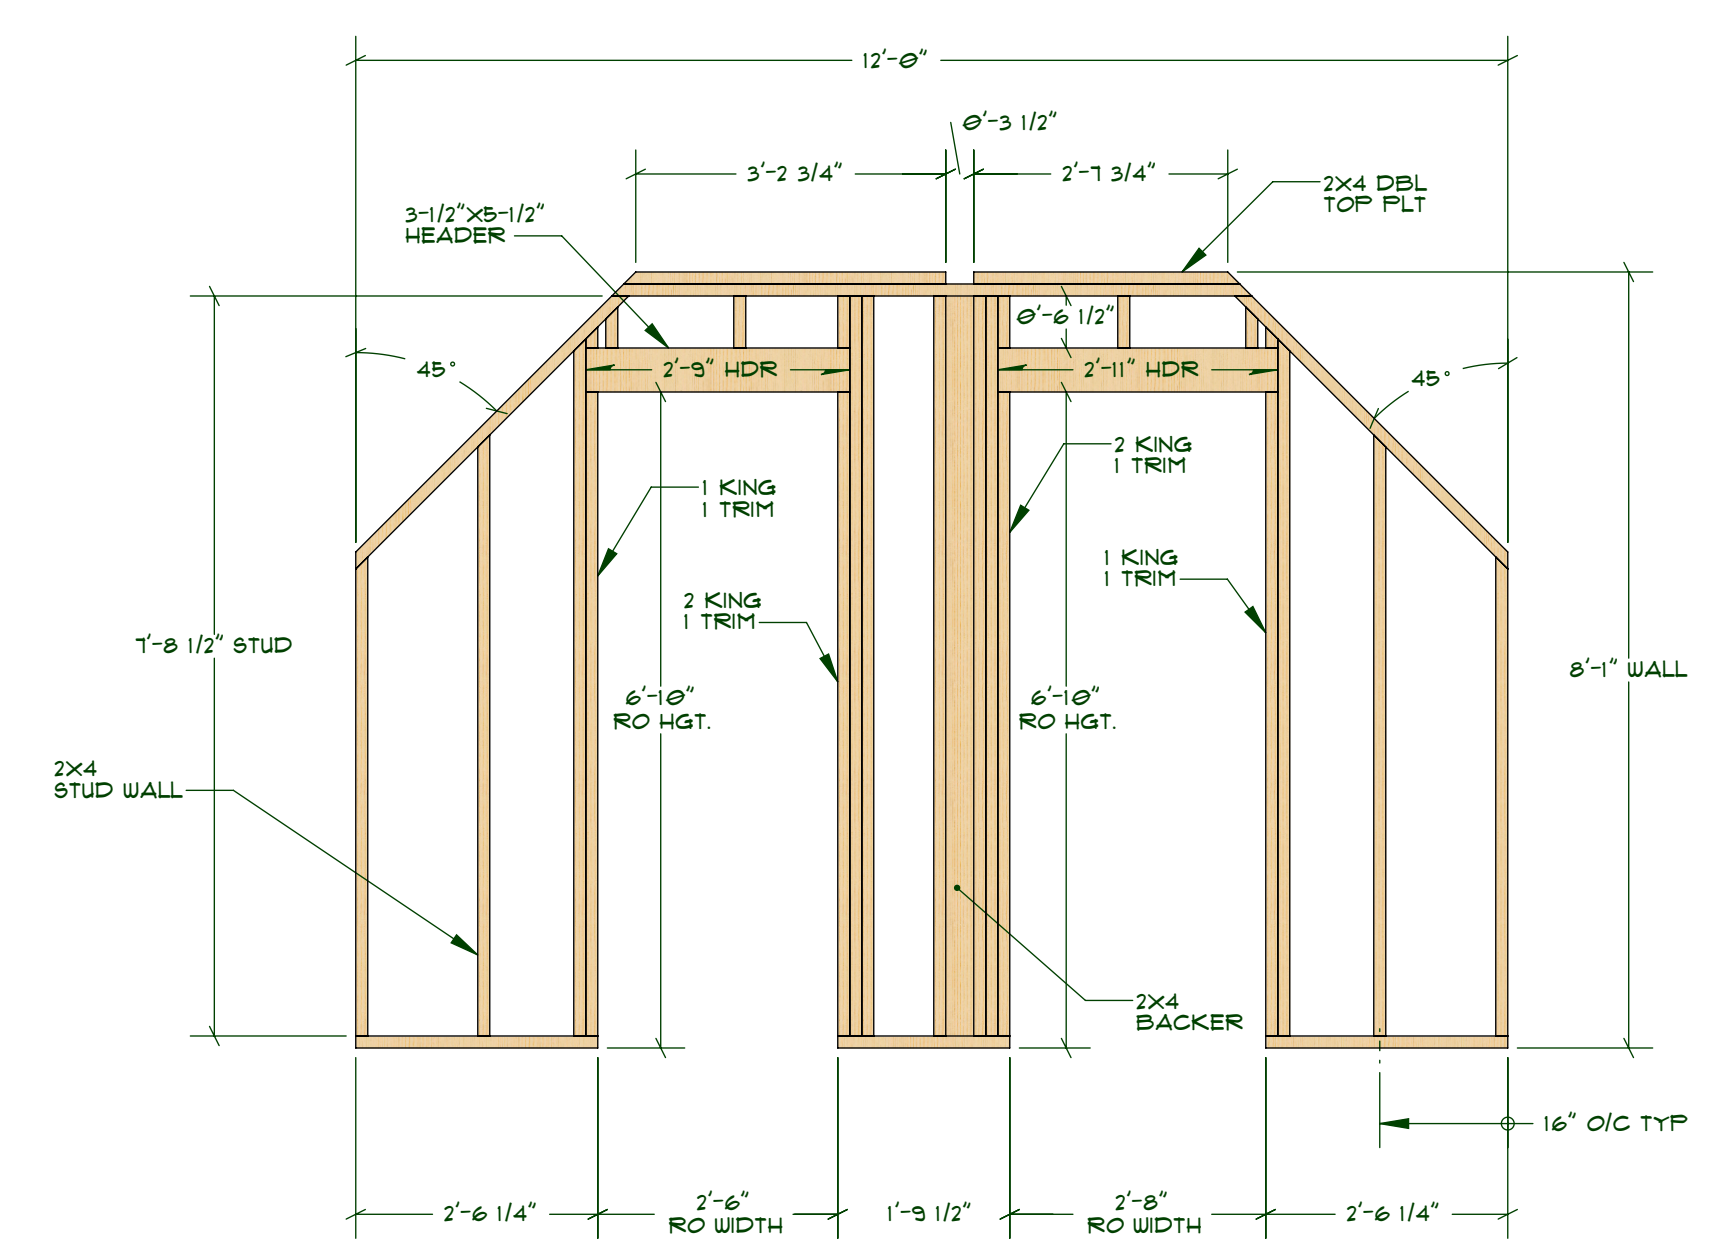 12'-0"
0'-3 1/2"
3'-2 3/4"
2'-7 3/4"
2X4 DBL
TOP PLT
3-1/2"X5-1/2"
HEADER
0'-6 1/2"
45°
2'-9" HDR
2'-11" HDR
45°
2 KING
1 TRIM
1 KING
1 TRIM
1 KING
1 TRIM
2 KING
1 TRIM
7'-8 1/2" STUD
8'-1" WALL
6'-10"
RO HGT.
6'-10"
RO HGT.
2X4
STUD WALL
2X4
BACKER
16" O/C TYP
2'-6 1/4"
2'-6"
RO WIDTH
1'-9 1/2"
2'-8"
RO WIDTH
2'-6 1/4"